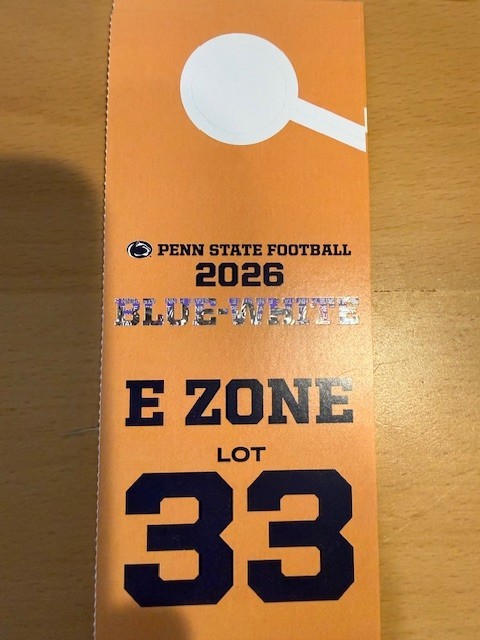 PENN STATE FOOTBALL
2026
BLUE-WHITE
E ZONE
LOT
33